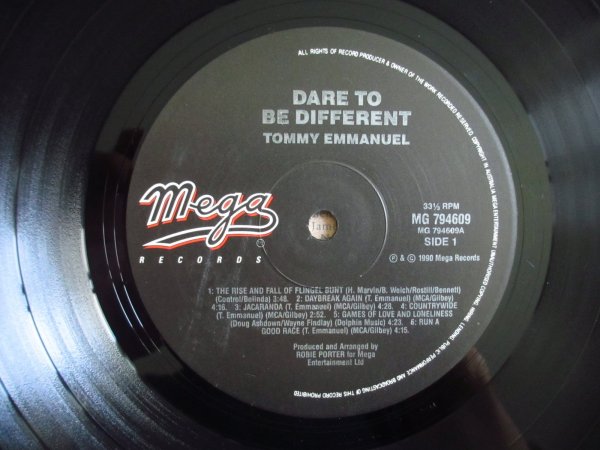 ALL RIGHTS OF RECORD PRODUCER & OWNER OF THE WORK RECORDED RESERVED. COPYRIGHT IN AUSTRALIA MEGA ENTERTAINMENT. UNAUTHORISED COPYING, HIRING, LENDING, PUBLIC PERFORMANCE AND BROADCASTING OF THIS RECORD PROHIBITED
DARE TO
BE DIFFERENT
TOMMY EMMANUEL
Mega
RECORDS
33⅓ RPM
MG 794609
MG 794609A
SIDE 1
Ⓟ & © 1990 Mega Records
1: THE RISE AND FALL OF FLINGEL BUNT (H. Marvin/B. Welch/Rostill/Bennett)
(Control/Belinda) 3:48. 2: DAYBREAK AGAIN (T. Emmanuel) (MCA/Gilbey)
4:16. 3: JACARANDA (T. Emmanuel) (MCA/Gilbey) 4:28. 4: COUNTRYWIDE
(T. Emmanuel) (MCA/Gilbey) 2:52. 5: GAMES OF LOVE AND LONELINESS
(Doug Ashdown/Wayne Findlay) (Dolphin Music) 4:23. 6: RUN A
GOOD RACE (T. Emmanuel) (MCA/Gilbey) 4:15.
Produced and Arranged by
ROBIE PORTER for Mega
Entertainment Ltd